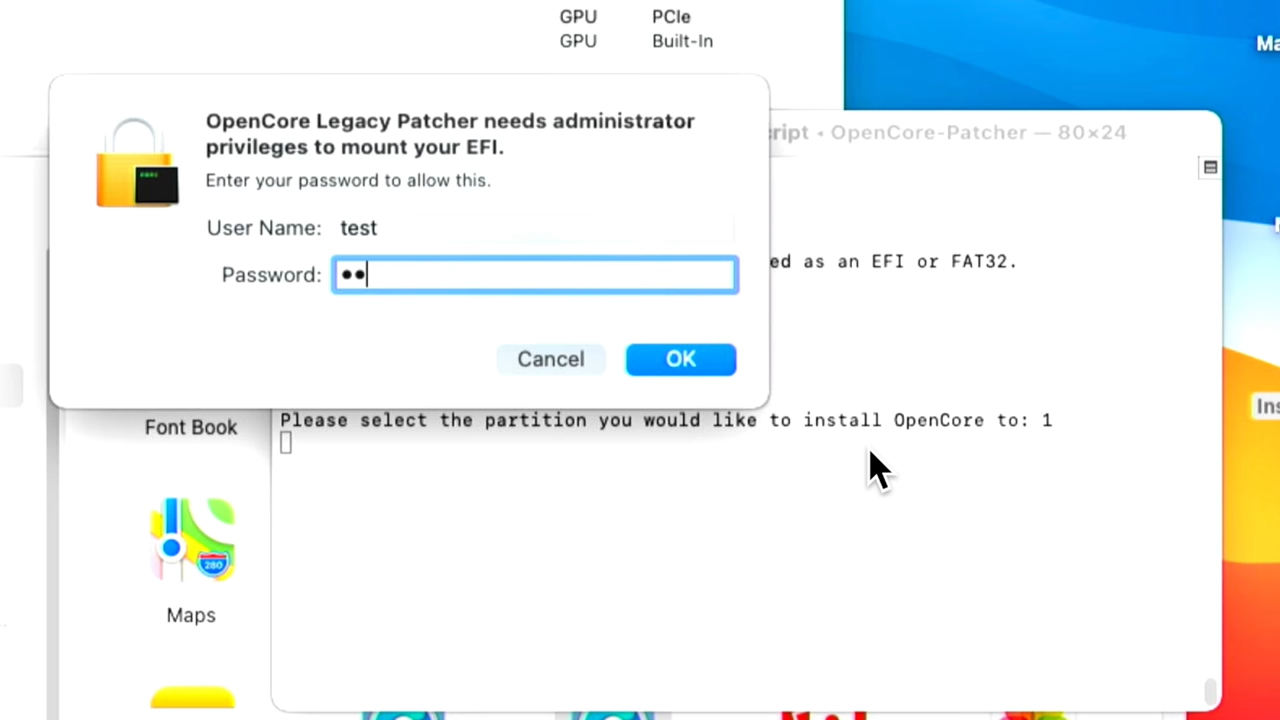 GPU PCIe
GPU Built-In
OpenCore Legacy Patcher needs administrator
privileges to mount your EFI.
Enter your password to allow this.
User Name: test
Password: ●●
Cancel OK
OpenCore-Patcher — 80×24
ed as an EFI or FAT32.
Please select the partition you would like to install OpenCore to: 1
Font Book
280
Maps
Ma
Ins